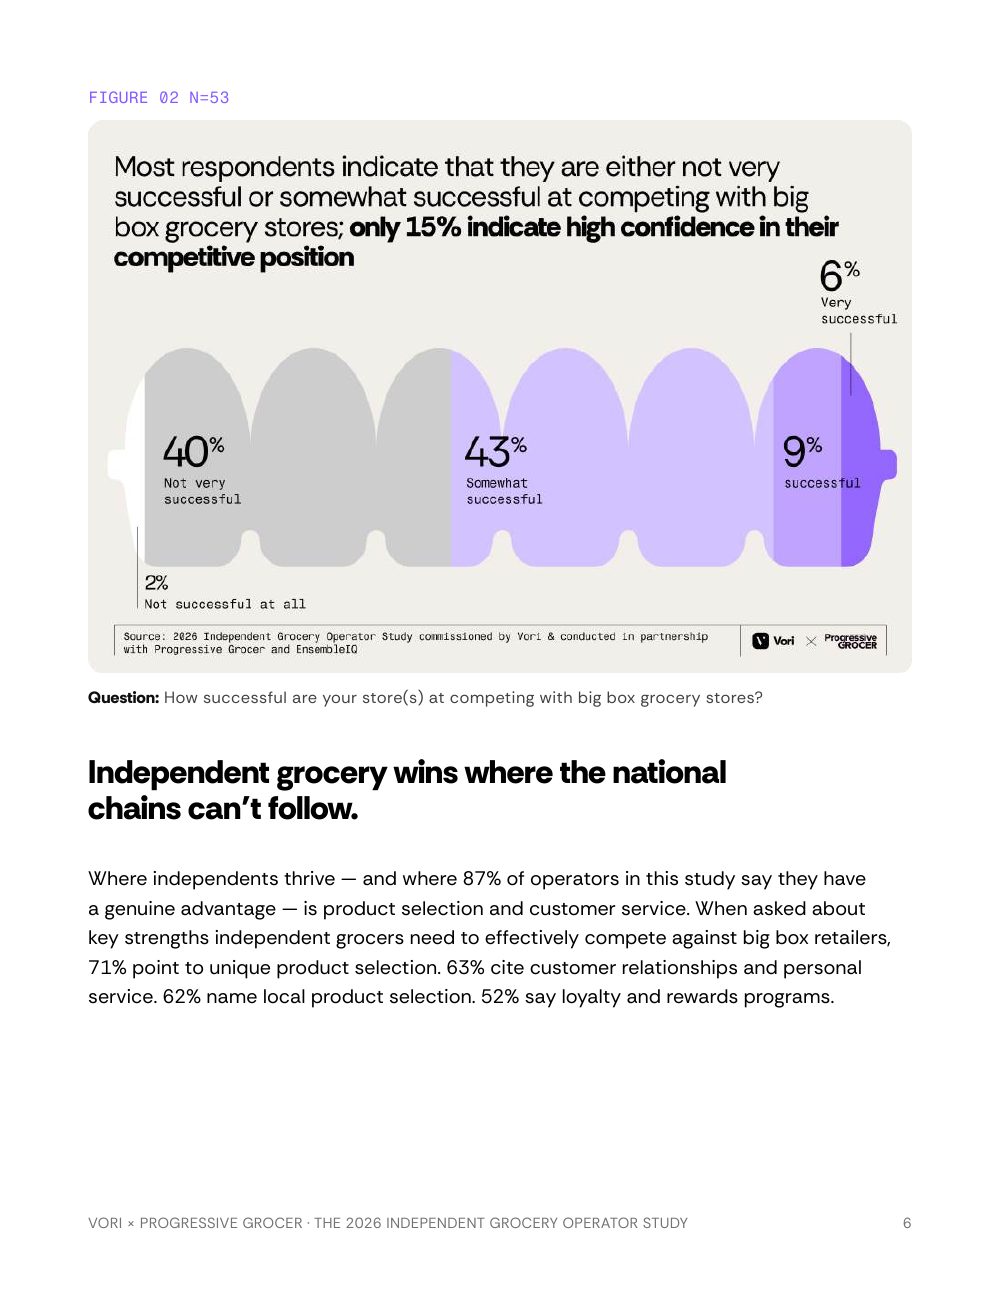 FIGURE 02 N=53
Most respondents indicate that they are either not very
successful or somewhat successful at competing with big
box grocery stores; only 15% indicate high confidence in their
competitive position
6%
Very
successful
40%
Not very
successful
43%
Somewhat
successful
9%
successful
2%
Not successful at all
Source: 2026 Independent Grocery Operator Study commissioned by Vori & conducted in partnership
with Progressive Grocer and EnsembleIQ
V Vori × Progressive
GROCER
Question: How successful are your store(s) at competing with big box grocery stores?
Independent grocery wins where the national
chains can’t follow.
Where independents thrive — and where 87% of operators in this study say they have
a genuine advantage — is product selection and customer service. When asked about
key strengths independent grocers need to effectively compete against big box retailers,
71% point to unique product selection. 63% cite customer relationships and personal
service. 62% name local product selection. 52% say loyalty and rewards programs.
VORI × PROGRESSIVE GROCER · THE 2026 INDEPENDENT GROCERY OPERATOR STUDY 6